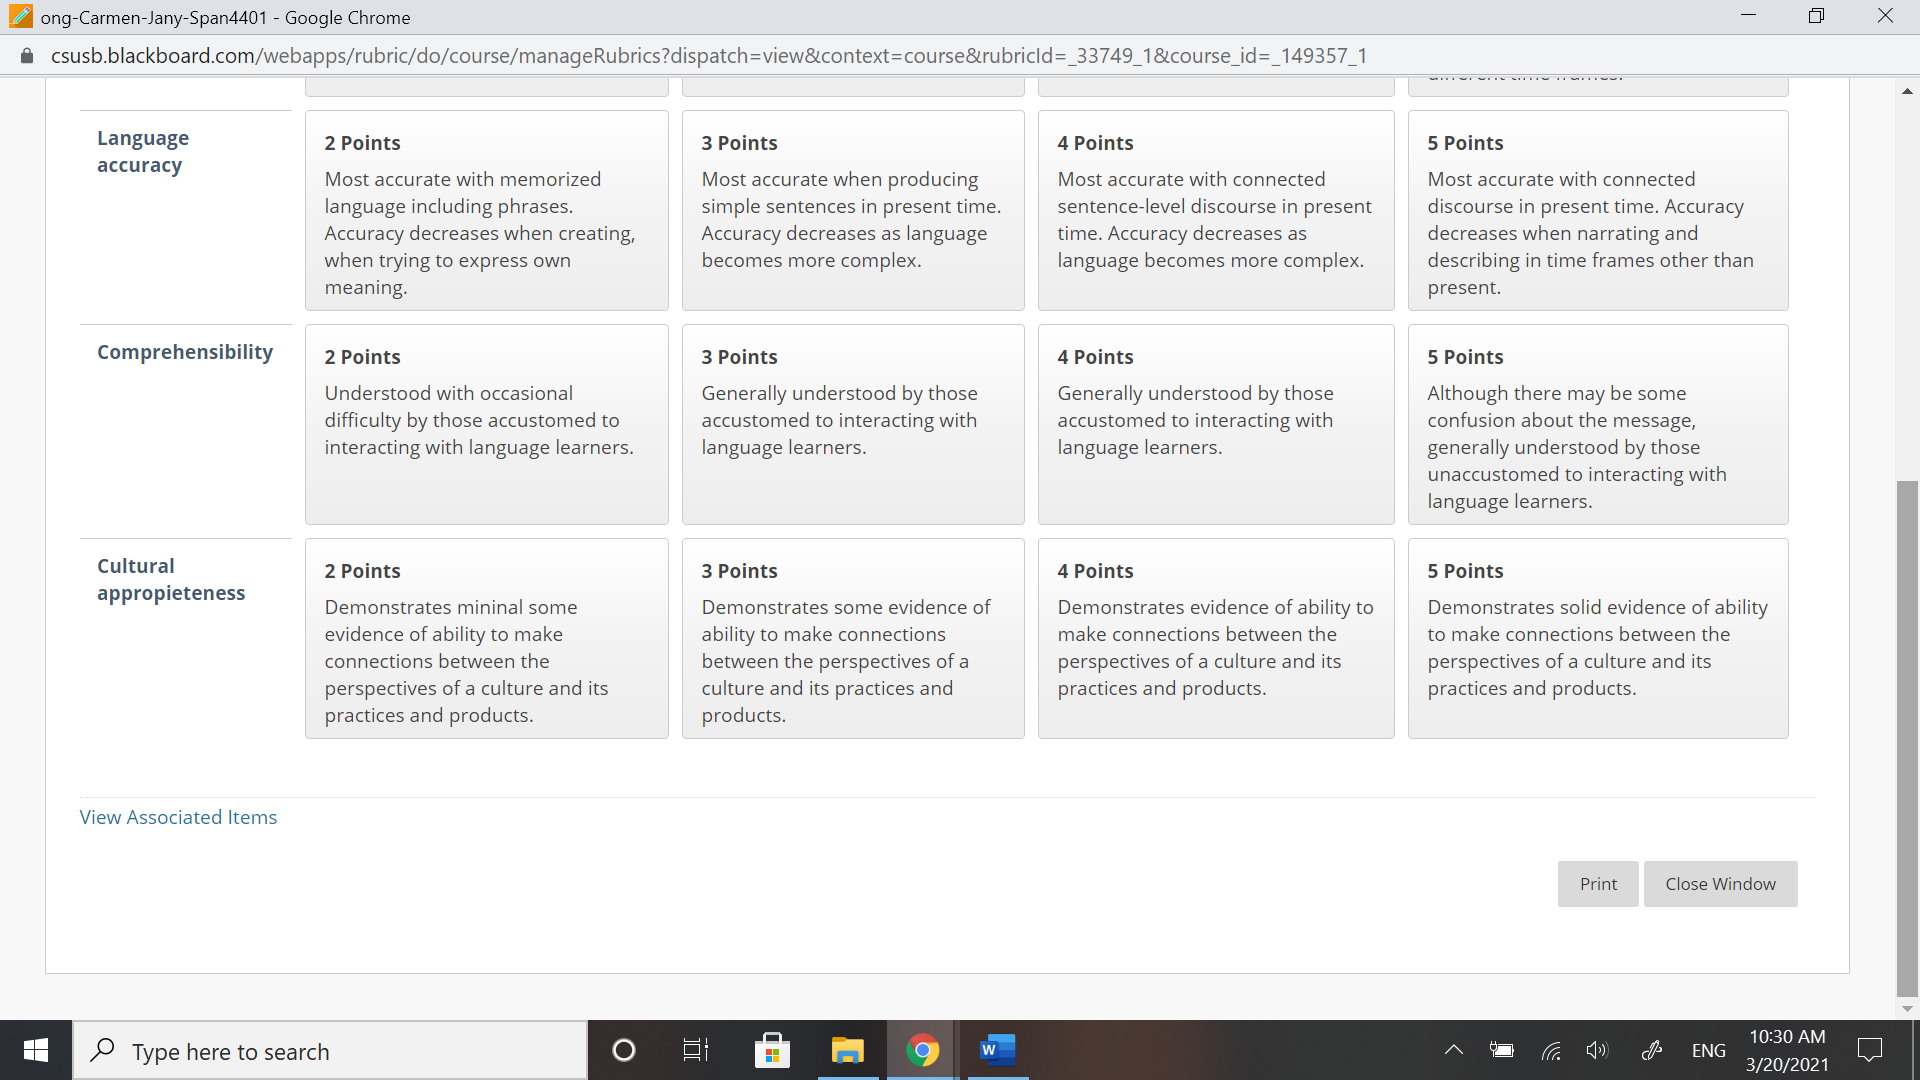 ong-Carmen-Jany-Span4401 - Google Chrome
csusb.blackboard.com/webapps/rubric/do/course/manageRubrics?dispatch=view&context=course&rubricId=_33749_1&course_id=_149357_1
different time frames.
Language
accuracy
2 Points
Most accurate with memorized
language including phrases.
Accuracy decreases when creating,
when trying to express own
meaning.
3 Points
Most accurate when producing
simple sentences in present time.
Accuracy decreases as language
becomes more complex.
4 Points
Most accurate with connected
sentence-level discourse in present
time. Accuracy decreases as
language becomes more complex.
5 Points
Most accurate with connected
discourse in present time. Accuracy
decreases when narrating and
describing in time frames other than
present.
Comprehensibility
2 Points
Understood with occasional
difficulty by those accustomed to
interacting with language learners.
3 Points
Generally understood by those
accustomed to interacting with
language learners.
4 Points
Generally understood by those
accustomed to interacting with
language learners.
5 Points
Although there may be some
confusion about the message,
generally understood by those
unaccustomed to interacting with
language learners.
Cultural
appropieteness
2 Points
Demonstrates mininal some
evidence of ability to make
connections between the
perspectives of a culture and its
practices and products.
3 Points
Demonstrates some evidence of
ability to make connections
between the perspectives of a
culture and its practices and
products.
4 Points
Demonstrates evidence of ability to
make connections between the
perspectives of a culture and its
practices and products.
5 Points
Demonstrates solid evidence of ability
to make connections between the
perspectives of a culture and its
practices and products.
View Associated Items
Print
Close Window
Type here to search
W
ENG
10:30 AM
3/20/2021